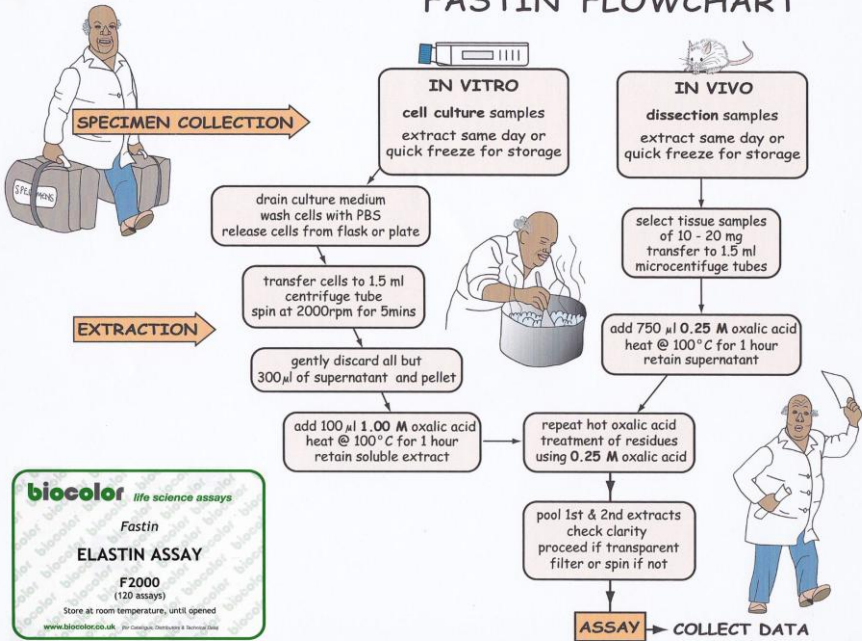 FASTIN FLOWCHART
SPECIMEN COLLECTION
SPECIMENS
IN VITRO
cell culture samples
extract same day or
quick freeze for storage
IN VIVO
dissection samples
extract same day or
quick freeze for storage
drain culture medium
wash cells with PBS
release cells from flask or plate
select tissue samples
of 10 - 20 mg
transfer to 1.5 ml
microcentifuge tubes
EXTRACTION
transfer cells to 1.5 ml
centrifuge tube
spin at 2000rpm for 5mins
add 750 µl 0.25 M oxalic acid
heat @ 100°C for 1 hour
retain supernatant
gently discard all but
300µl of supernatant and pellet
add 100 µl 1.00 M oxalic acid
heat @ 100°C for 1 hour
retain soluble extract
repeat hot oxalic acid
treatment of residues
using 0.25 M oxalic acid
pool 1st & 2nd extracts
check clarity
proceed if transparent
filter or spin if not
ASSAY
COLLECT DATA
biocolor life science assays
Fastin
ELASTIN ASSAY
F2000
(120 assays)
Store at room temperature, until opened
www.biocolor.co.uk for Catalogue, Distributors & Technical Data